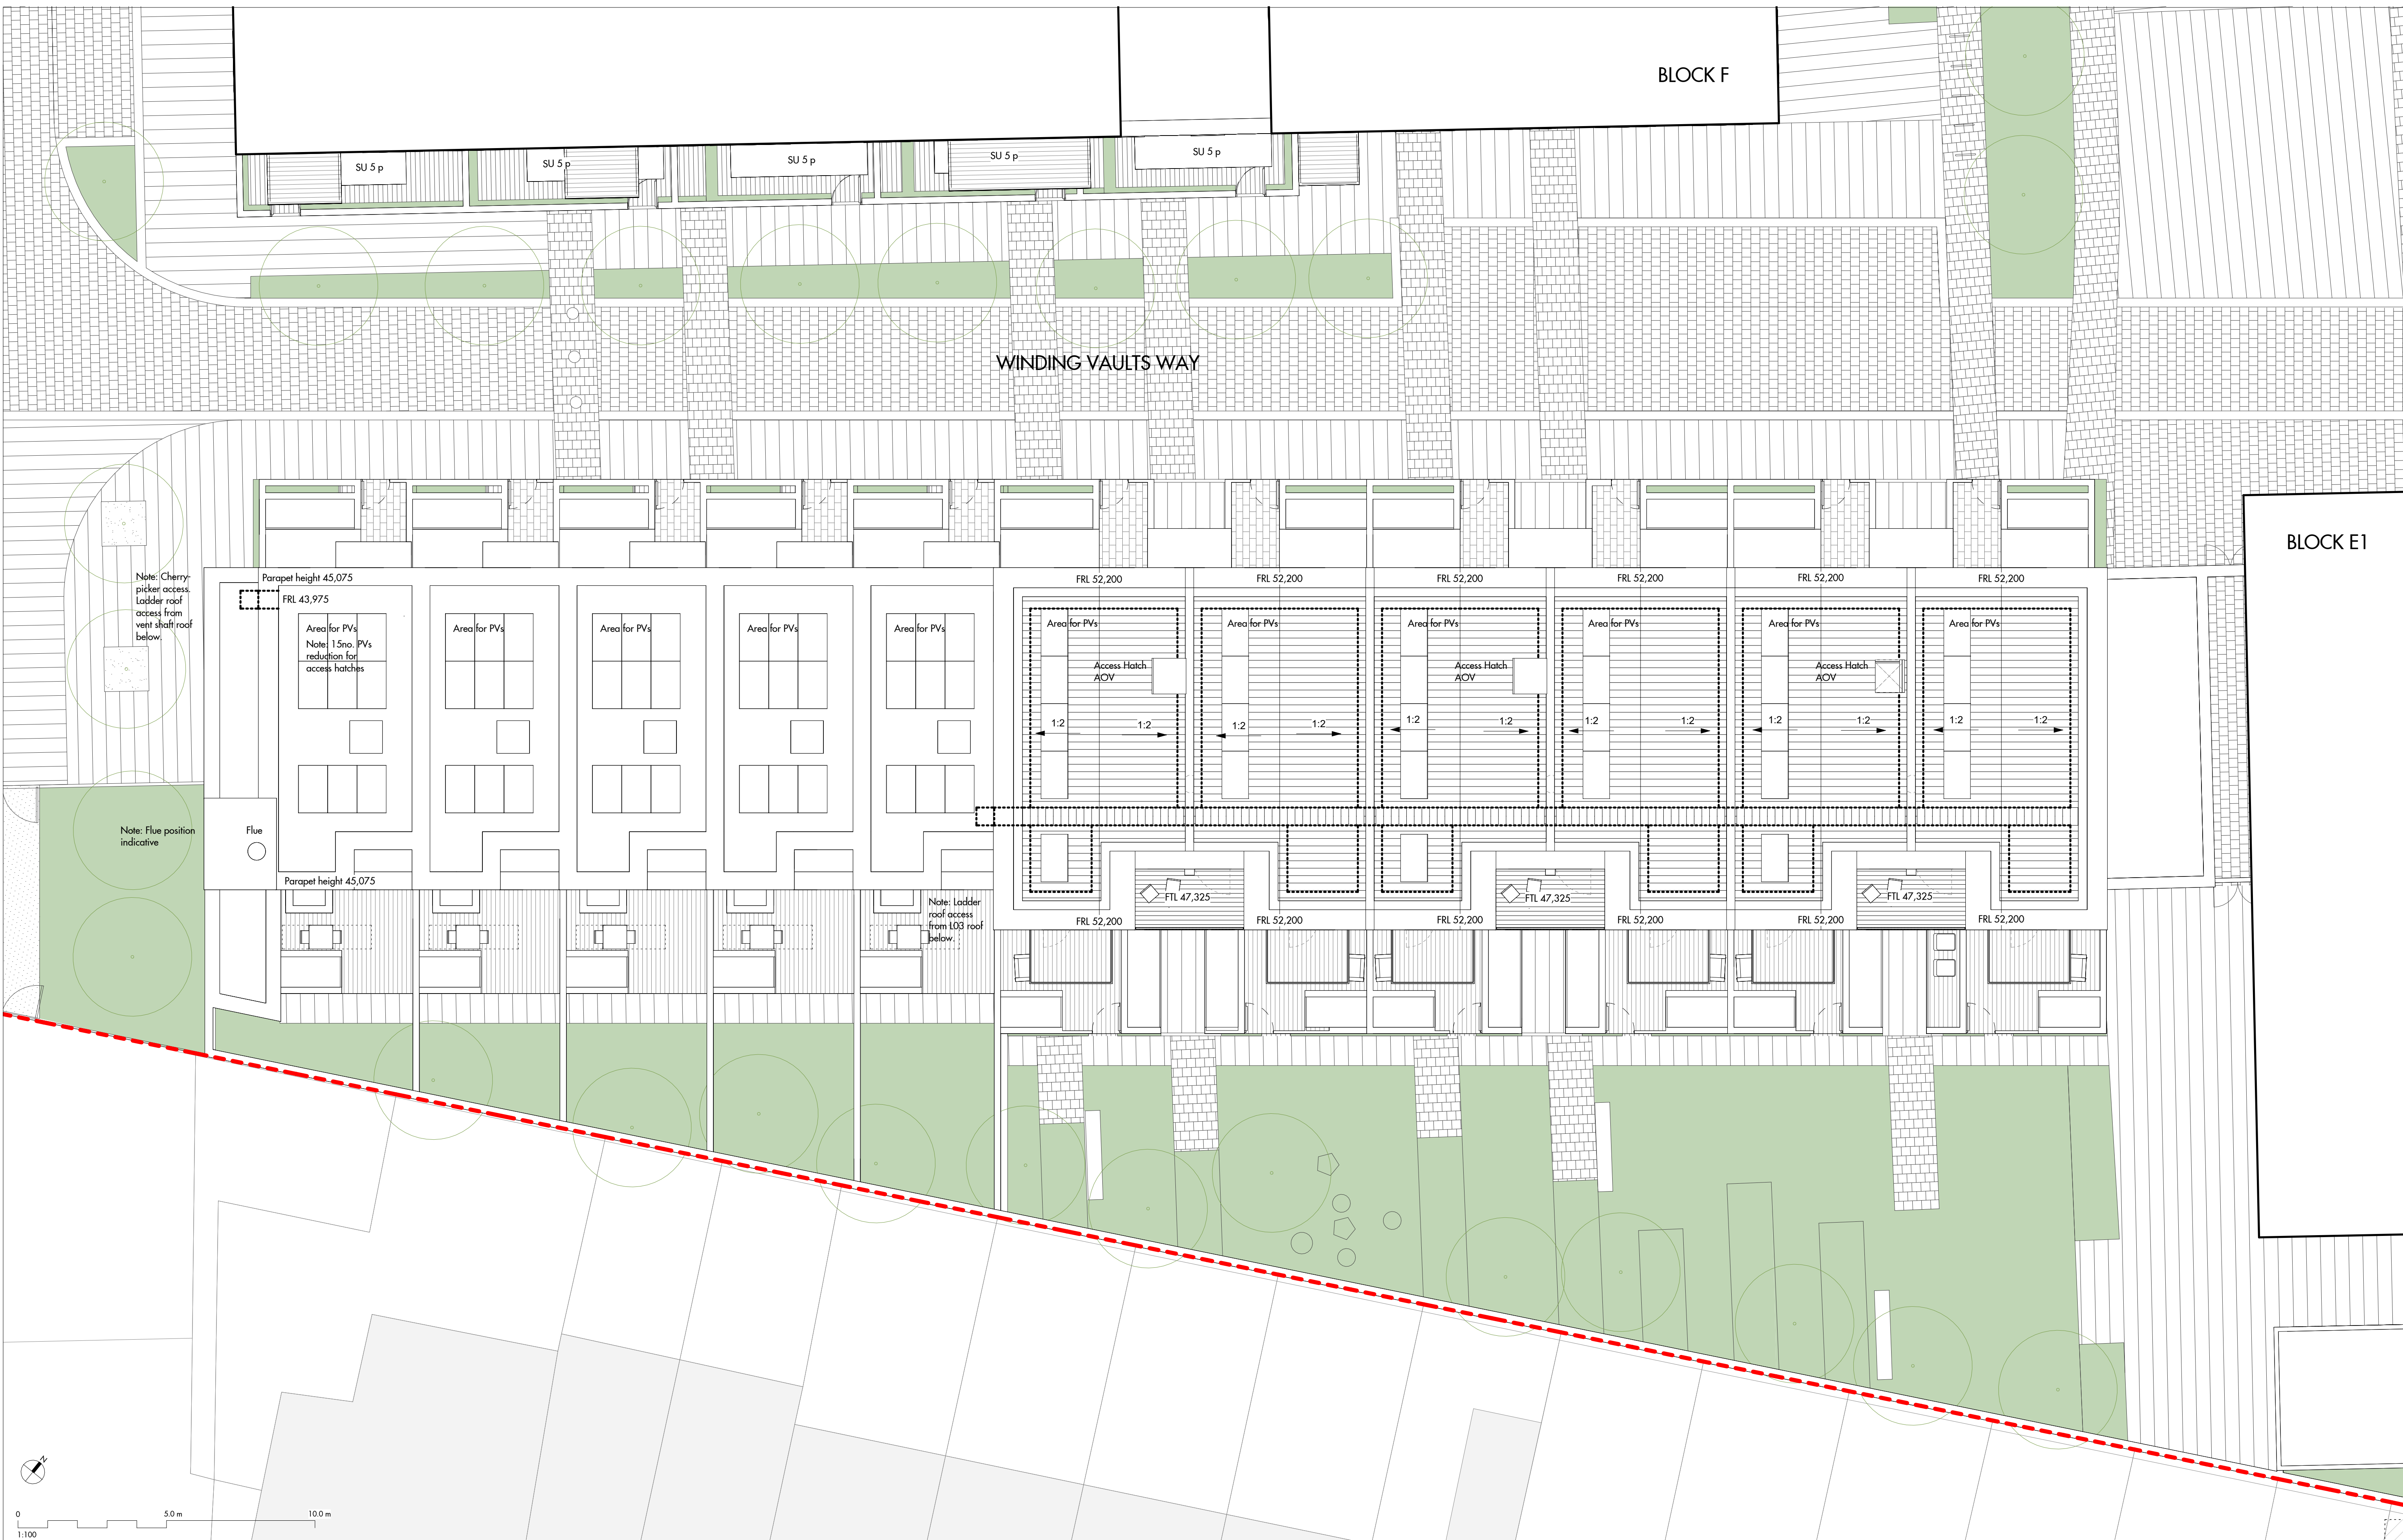 BLOCK F
SU 5 p
SU 5 p
SU 5 p
SU 5 p
SU 5 p
WINDING VAULTS WAY
BLOCK E1
Note: Cherry-
picker access.
Ladder roof
access from
vent shaft roof
below.
Parapet height 45,075
FRL 43,975
FRL 52,200
FRL 52,200
FRL 52,200
FRL 52,200
FRL 52,200
FRL 52,200
Area for PVs
Note: 15no. PVs
reduction for
access hatches
Area for PVs
Area for PVs
Area for PVs
Area for PVs
Area for PVs
Area for PVs
Area for PVs
Area for PVs
Area for PVs
Area for PVs
Access Hatch
AOV
Access Hatch
AOV
Access Hatch
AOV
1:2
1:2
1:2
1:2
1:2
1:2
1:2
1:2
1:2
1:2
1:2
1:2
Note: Flue position
indicative
Flue
Parapet height 45,075
Note: Ladder
roof access
from L03 roof
below.
FTL 47,325
FTL 47,325
FTL 47,325
FRL 52,200
FRL 52,200
FRL 52,200
FRL 52,200
FRL 52,200
FRL 52,200
N
0
5.0 m
10.0 m
1:100